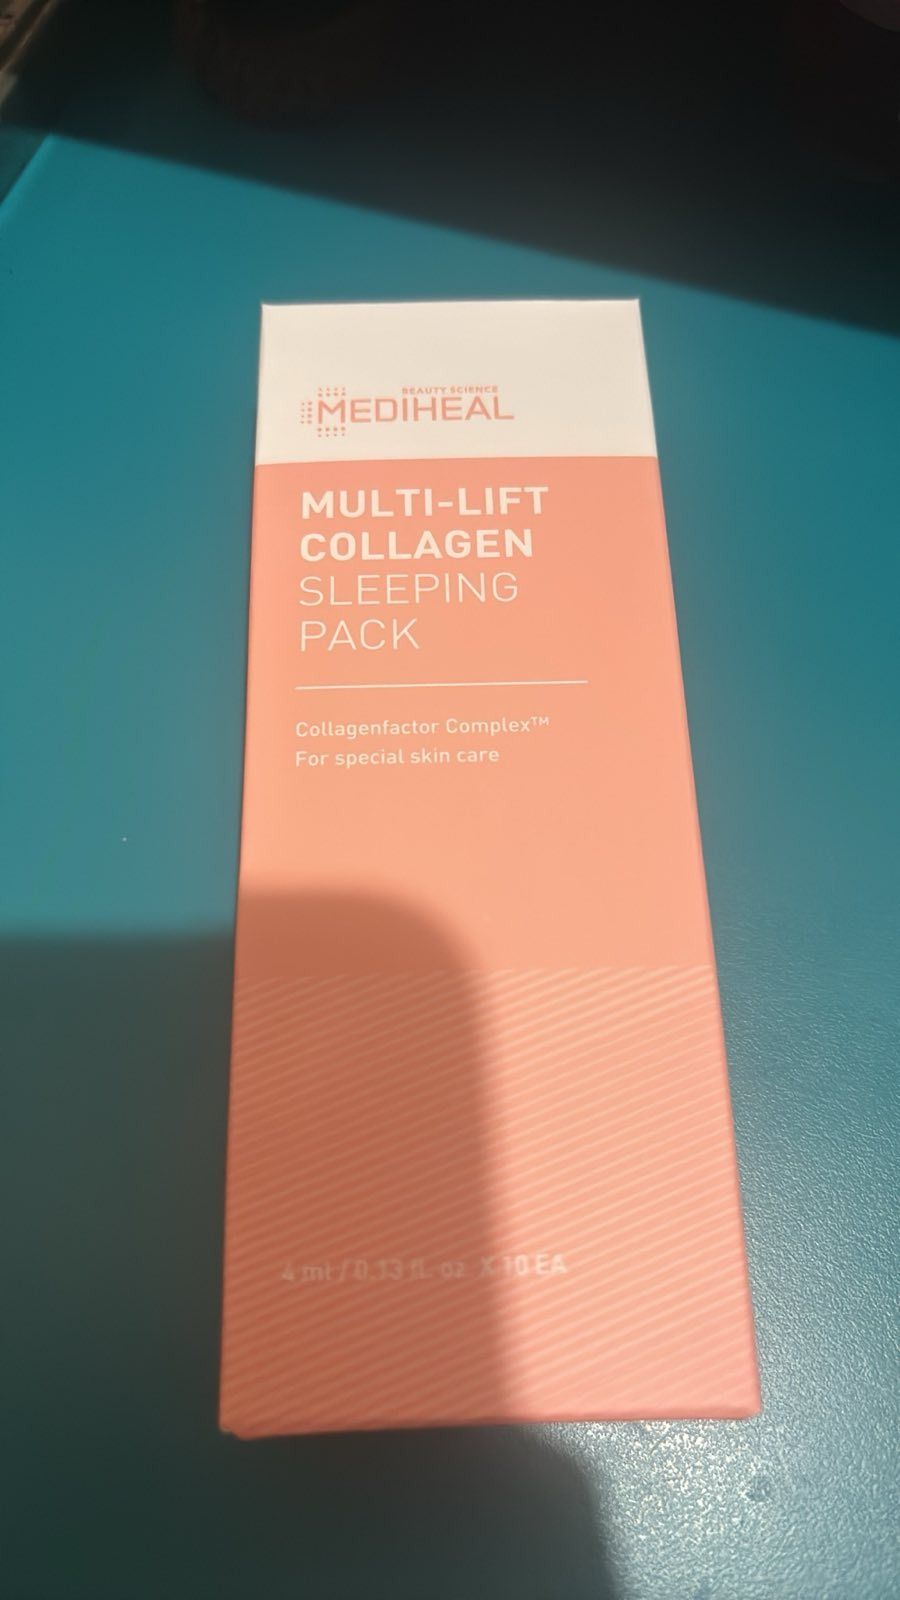 BEAUTY SCIENCE
MEDIHEAL
MULTI-LIFT
COLLAGEN
SLEEPING
PACK
Collagenfactor Complex™
For special skin care
4 ml / 0.13 fl. oz X 10 EA